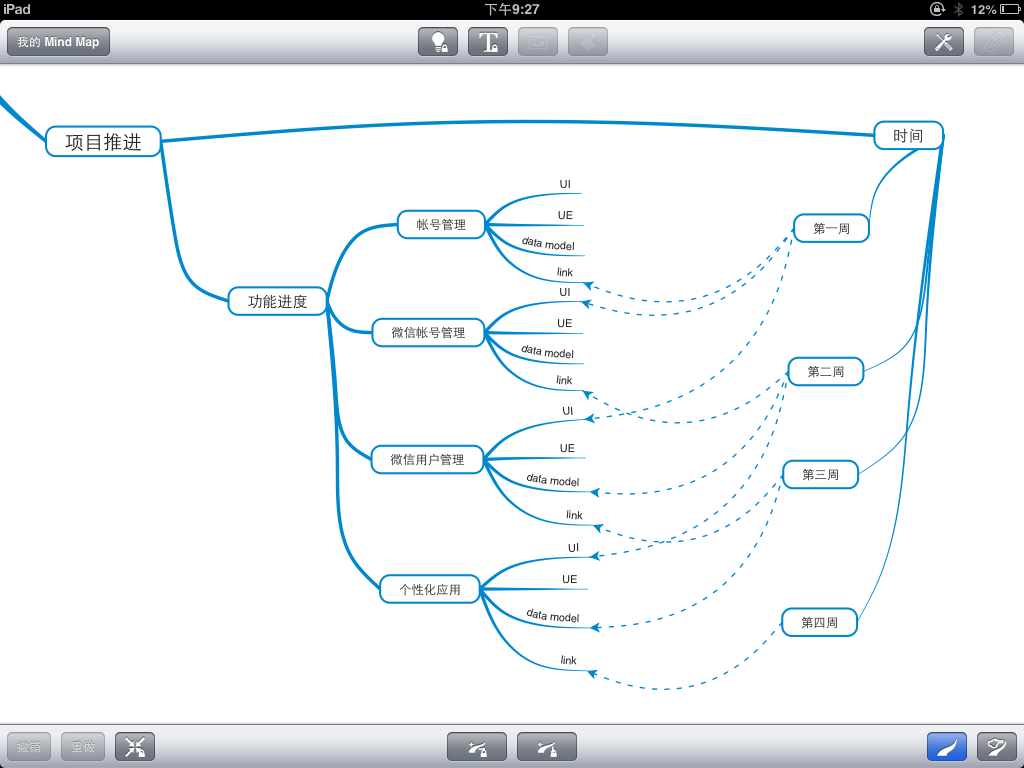 iPad
下午9:27
12%
我的 Mind Map
项目推进
时间
功能进度
帐号管理
UI
UE
data model
link
微信帐号管理
UI
UE
data model
link
微信用户管理
UI
UE
data model
link
个性化应用
UI
UE
data model
link
第一周
第二周
第三周
第四周
撤销
重做